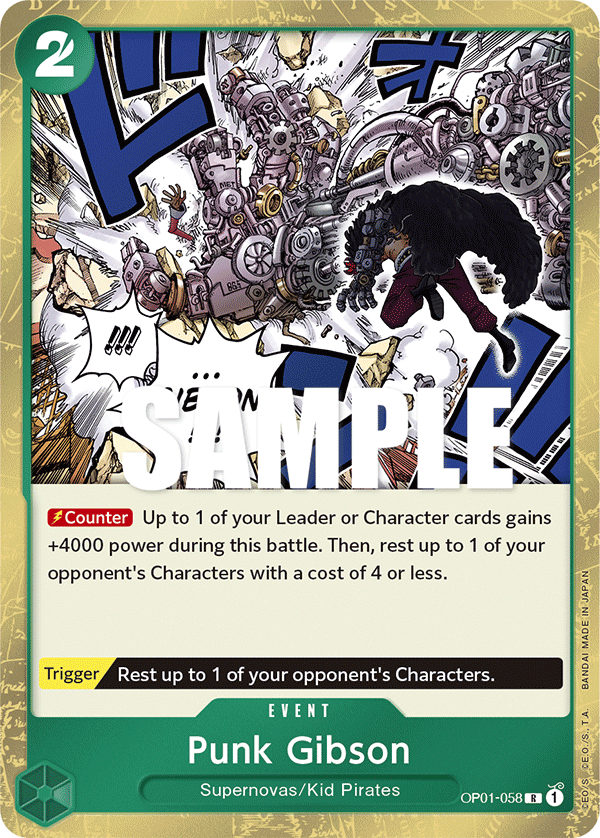 2
!!!
...
SAMPLE
Counter Up to 1 of your Leader or Character cards gains
+4000 power during this battle. Then, rest up to 1 of your
opponent's Characters with a cost of 4 or less.
Trigger Rest up to 1 of your opponent's Characters.
EVENT
Punk Gibson
Supernovas/Kid Pirates
OP01-058 R 1
©E.O./S. ©E.O./S.,T.A. BANDAI MADE IN JAPAN